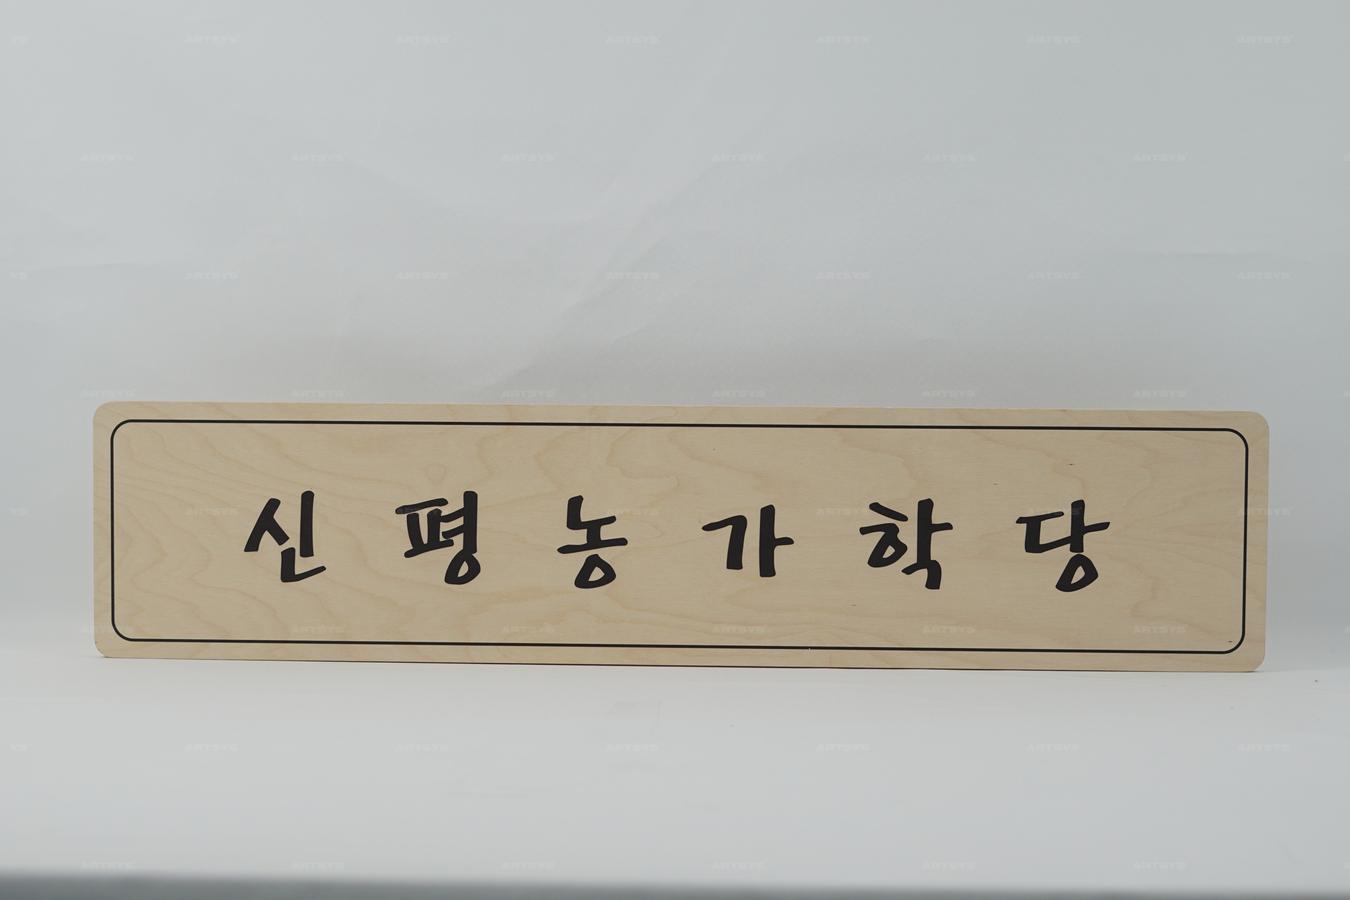 신 평 농 가 학 당